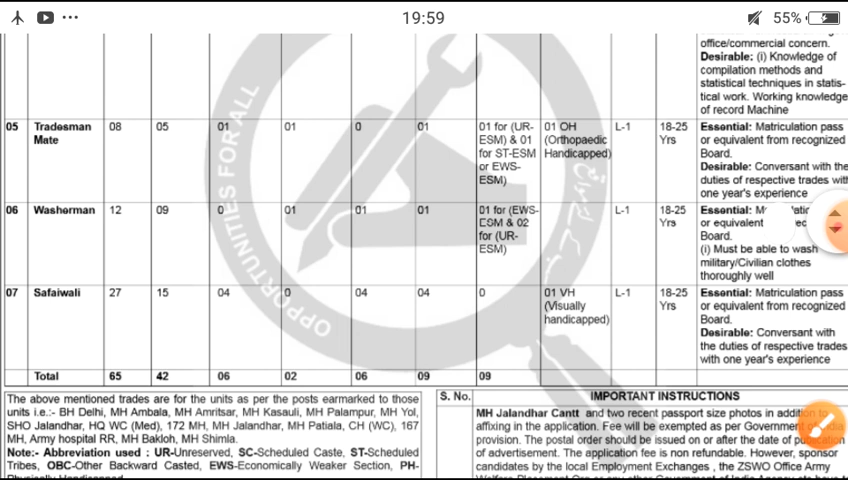 19:59
55%
office/commercial concern.
Desirable: (i) Knowledge of
compilation methods and
statistical techniques in statis-
tical work. Working knowledge
of record Machine
05 Tradesman Mate 08 05 01 01 0 01 01 for (UR-ESM) & 01 for ST-ESM or EWS-ESM) 01 OH (Orthopaedic Handicapped) L-1 18-25 Yrs Essential: Matriculation pass or equivalent from recognized Board. Desirable: Conversant with the duties of respective trades with one year's experience
06 Washerman 12 09 0 01 01 01 01 for (EWS-ESM & 02 for (UR-ESM) L-1 18-25 Yrs Essential: or equivalent Board. (i) Must be able to wash military/Civilian clothes thoroughly well
07 Safaiwali 27 15 04 0 04 04 0 01 VH (Visually handicapped) L-1 18-25 Yrs Essential: Matriculation pass or equivalent from recognized Board. Desirable: Conversant with the duties of respective trades with one year's experience
Total 65 42 06 02 06 09 09
The above mentioned trades are for the units as per the posts earmarked to those
units i.e.:- BH Delhi, MH Ambala, MH Amritsar, MH Kasauli, MH Palampur, MH Yol,
SHO Jalandhar, HQ WC (Med), 172 MH, MH Jalandhar, MH Patiala, CH (WC), 167
MH, Army hospital RR, MH Bakloh, MH Shimla.
Note:- Abbreviation used : UR-Unreserved, SC-Scheduled Caste, ST-Scheduled
Tribes, OBC-Other Backward Casted, EWS-Economically Weaker Section, PH-
Physically Handicapped
S. No. IMPORTANT INSTRUCTIONS
MH Jalandhar Cantt and two recent passport size photos in addition to
affixing in the application. Fee will be exempted as per Government of India
provision. The postal order should be issued on or after the date of publication
of advertisement. The application fee is non refundable. However, sponsor
candidates by the local Employment Exchanges , the ZSWO Office Army
OPPORTUNITIES FOR ALL